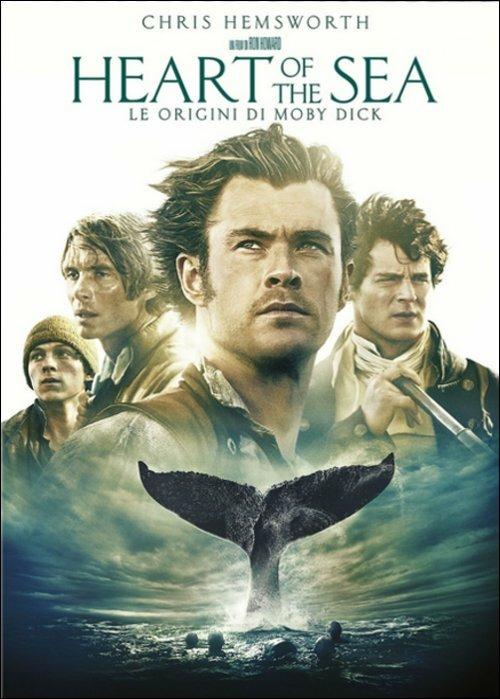 CHRIS HEMSWORTH
UN FILM DI RON HOWARD
HEART OF THE SEA
LE ORIGINI DI MOBY DICK